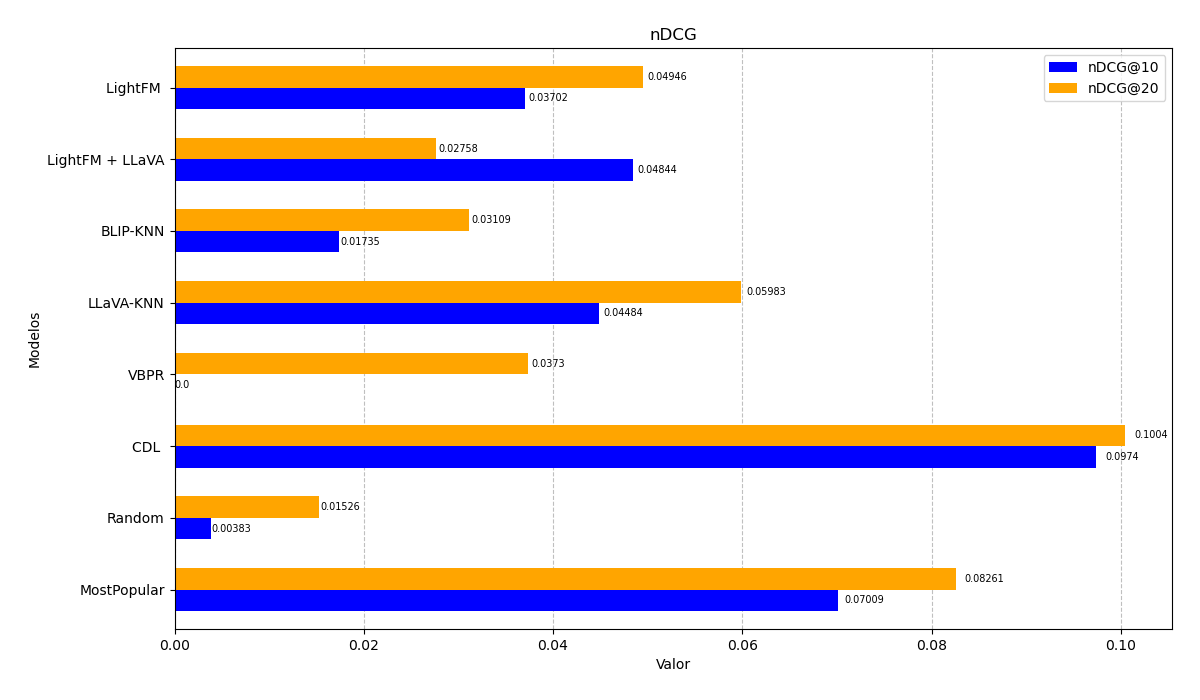 nDCG
nDCG@10
nDCG@20
LightFM
0.04946
0.03702
LightFM + LLaVA
0.02758
0.04844
BLIP-KNN
0.03109
0.01735
LLaVA-KNN
0.05983
0.04484
VBPR
0.0373
0.0
CDL
0.1004
0.0974
Random
0.01526
0.00383
MostPopular
0.08261
0.07009
Modelos
0.00 0.02 0.04 0.06 0.08 0.10
Valor